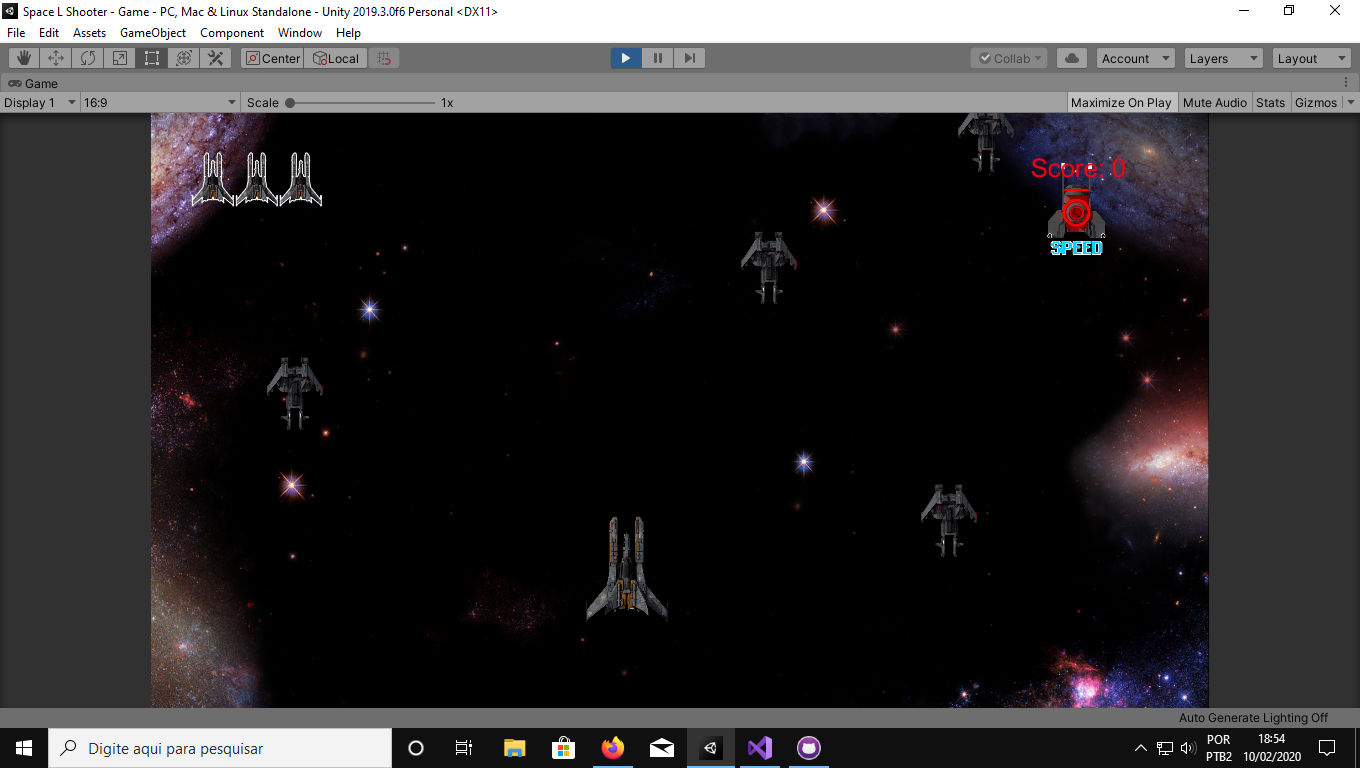 Space L Shooter - Game - PC, Mac & Linux Standalone - Unity 2019.3.0f6 Personal <DX11>
File Edit Assets GameObject Component Window Help
Center Local Collab Account Layers Layout
Game
Display 1 16:9 Scale 1x Maximize On Play Mute Audio Stats Gizmos
Score: 0
SPEED
Auto Generate Lighting Off
Digite aqui para pesquisar
POR 18:54
PTB2 10/02/2020